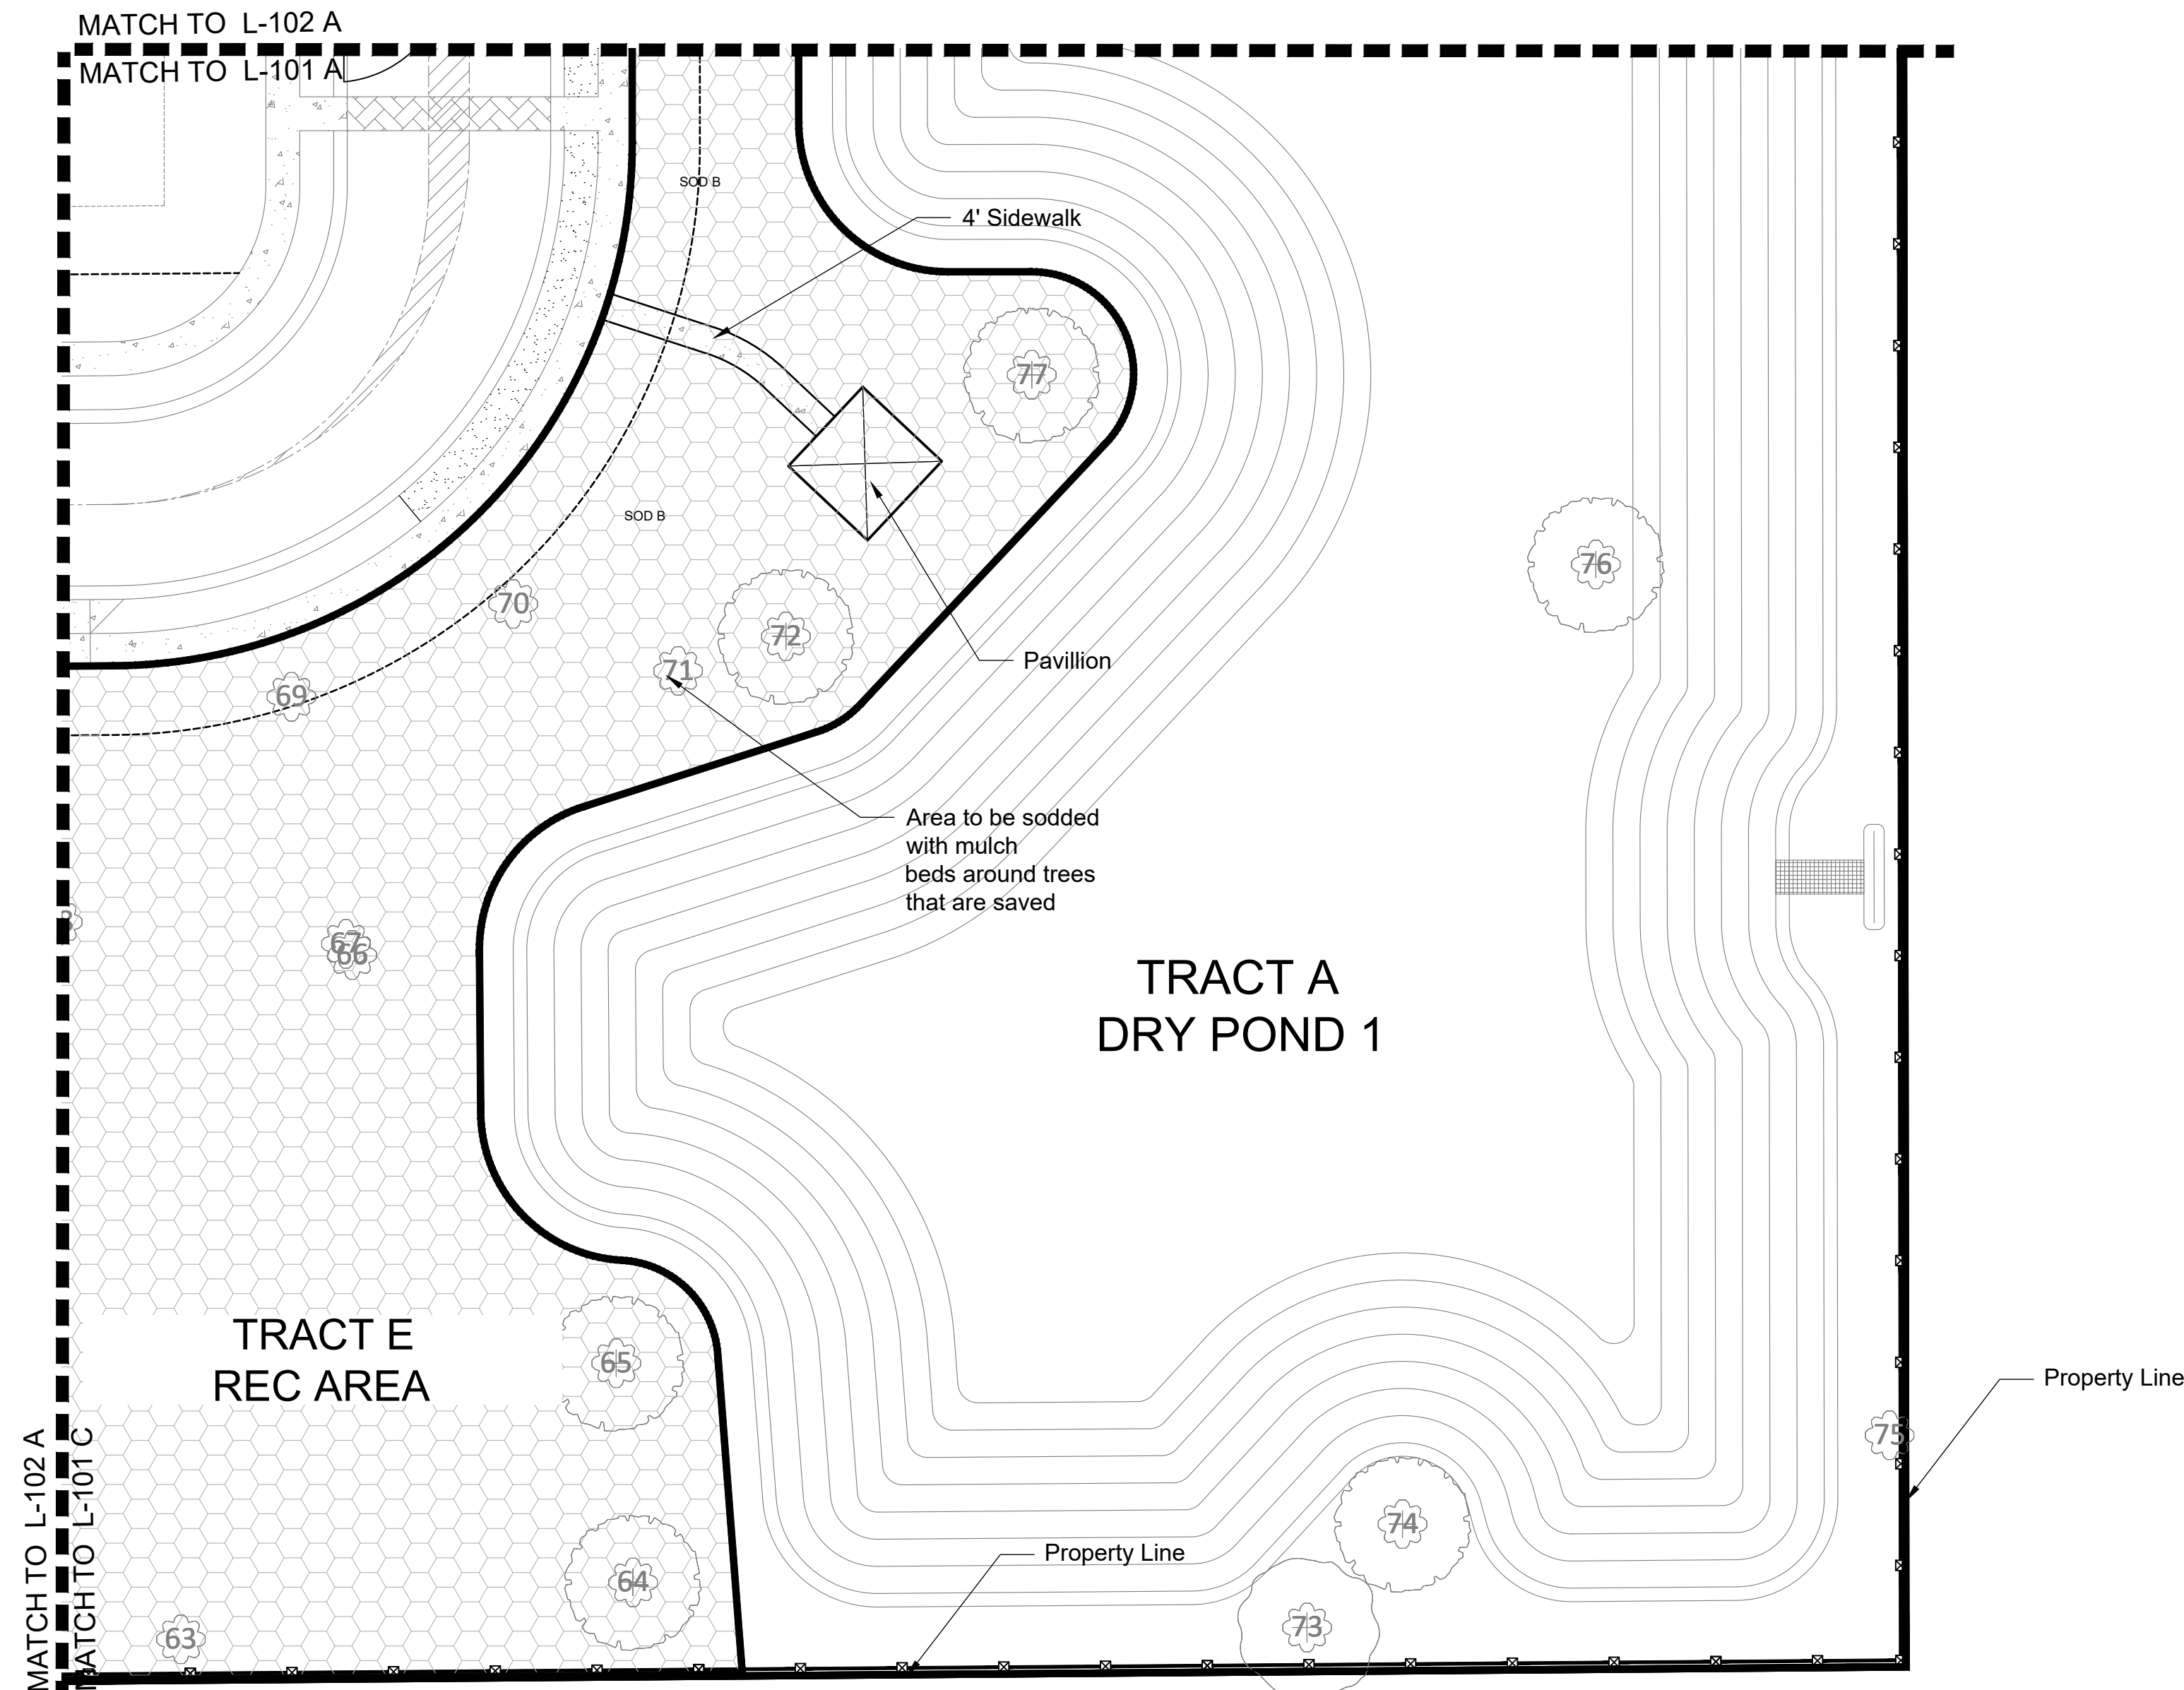 MATCH TO L-102 A
MATCH TO L-101 A
SOD B
4' Sidewalk
77
SOD B
76
70
72
71
Pavillion
69
Area to be sodded
with mulch
beds around trees
that are saved
67
66
TRACT A
DRY POND 1
TRACT E
REC AREA
65
Property Line
75
MATCH TO L-102 A
MATCH TO L-101 C
74
Property Line
64
73
63